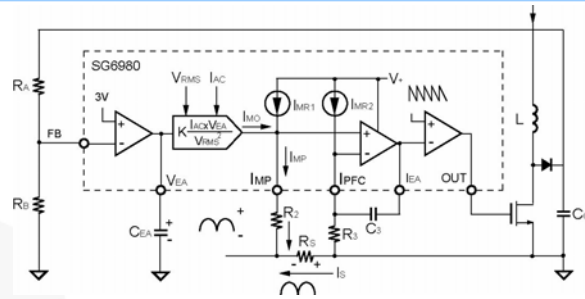 SG6980
VRMS IAC
V+
IMR1 IMR2
RA
3V
+
-
K IACxVEA
VRMS²
IMO
+
-
+
-
L
FB
IMP
VEA IMP IPFC IEA OUT
RB
CEA +
-
+
-
R2
C3
R3
RS
- +
IS